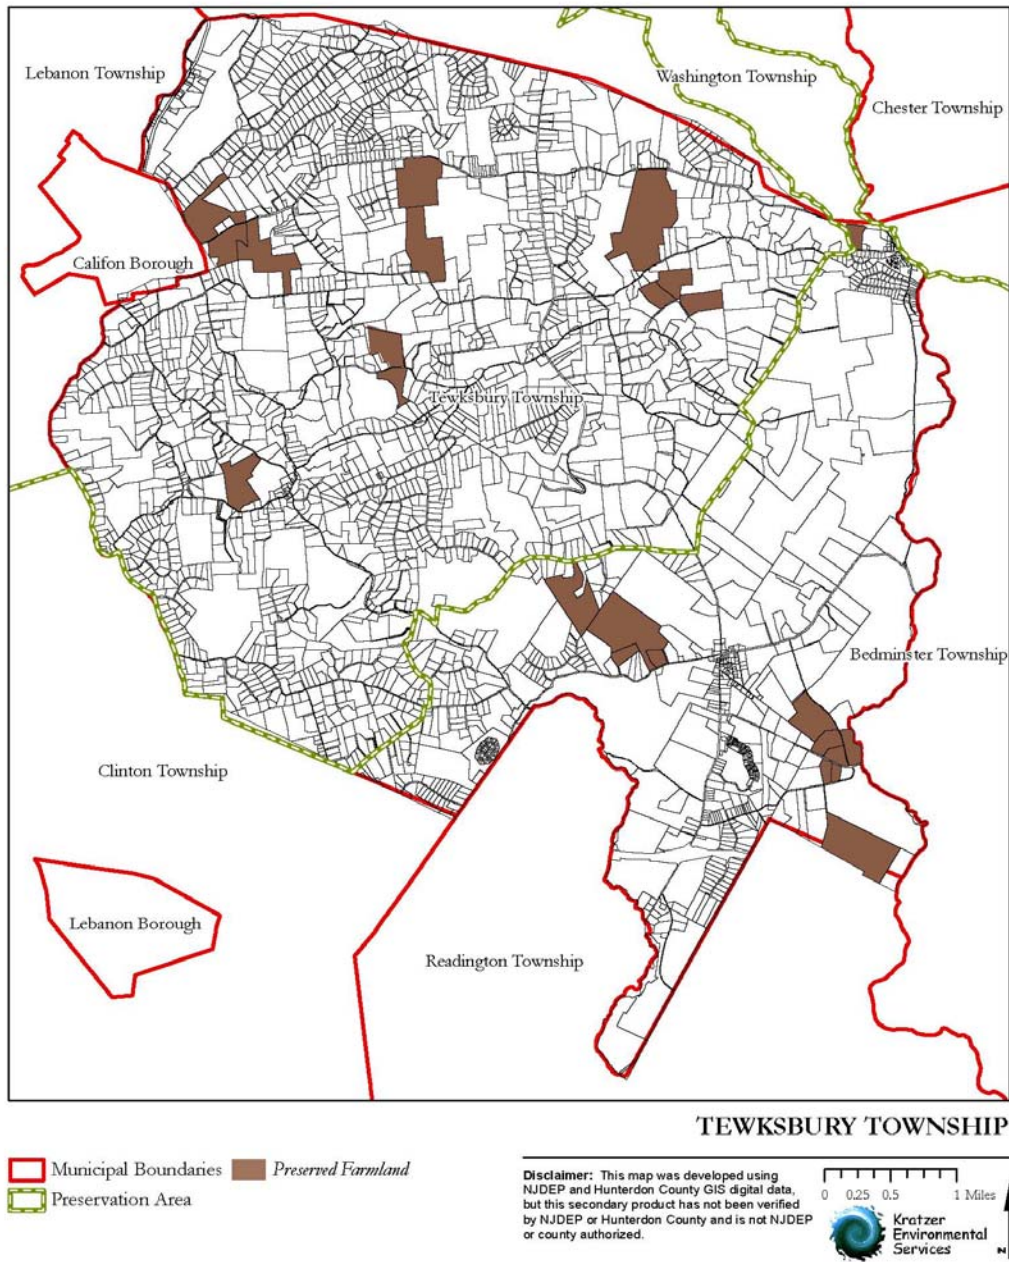 Lebanon Township
Washington Township
Chester Township
Califon Borough
Tewksbury Township
Bedminster Township
Clinton Township
Lebanon Borough
Readington Township
TEWKSBURY TOWNSHIP
Municipal Boundaries
Preserved Farmland
Preservation Area
Disclaimer: This map was developed using
NJDEP and Hunterdon County GIS digital data,
but this secondary product has not been verified
by NJDEP or Hunterdon County and is not NJDEP
or county authorized.
0 0.25 0.5 1 Miles
Kratzer
Environmental
Services
N